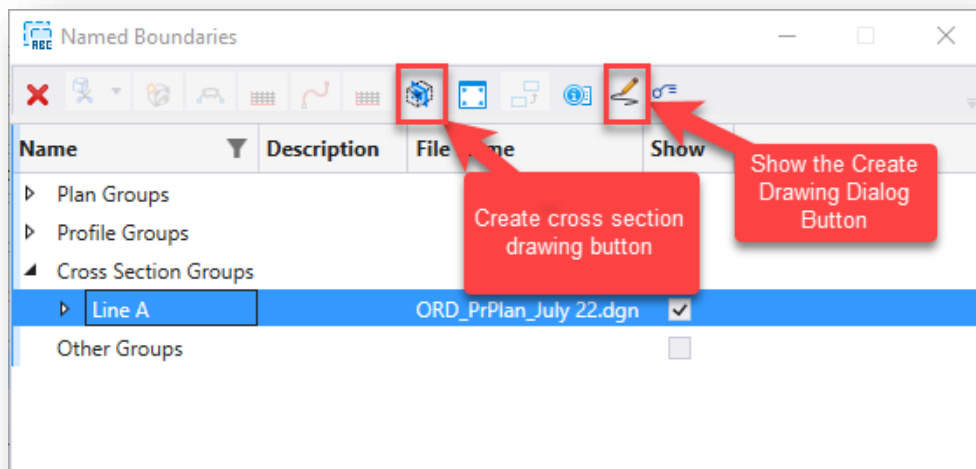 ABC Named Boundaries
Name Description File Name Show
Plan Groups
Profile Groups
Cross Section Groups
Line A ORD_PrPlan_July 22.dgn
Other Groups
Create cross section
drawing button
Show the Create
Drawing Dialog
Button